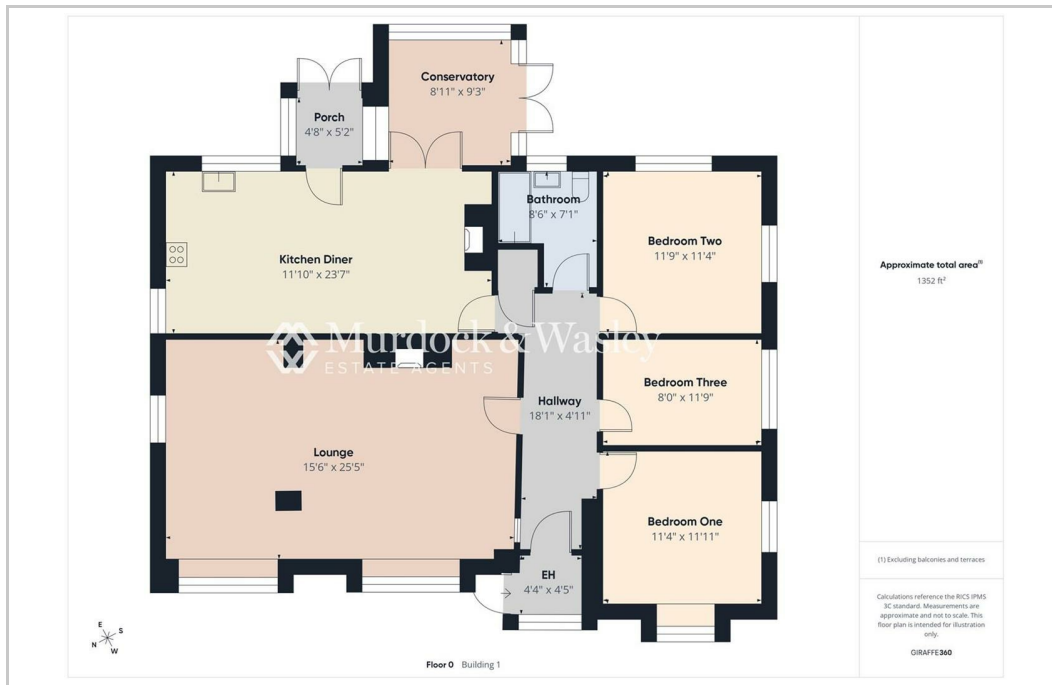 Conservatory
8'11" x 9'3"
Porch
4'8" x 5'2"
Bathroom
8'6" x 7'1"
Bedroom Two
11'9" x 11'4"
Kitchen Diner
11'10" x 23'7"
Approximate total area(1)
1352 ft²
Murdock & Wasley
ESTATE AGENTS
Bedroom Three
8'0" x 11'9"
Hallway
18'1" x 4'11"
Lounge
15'6" x 25'5"
Bedroom One
11'4" x 11'11"
EH
4'4" x 4'5"
(1) Excluding balconies and terraces
Calculations reference the RICS IPMS
3C standard. Measurements are
approximate and not to scale. This
floor plan is intended for illustration
only.
GIRAFFE360
E
S
N
W
Floor 0 Building 1